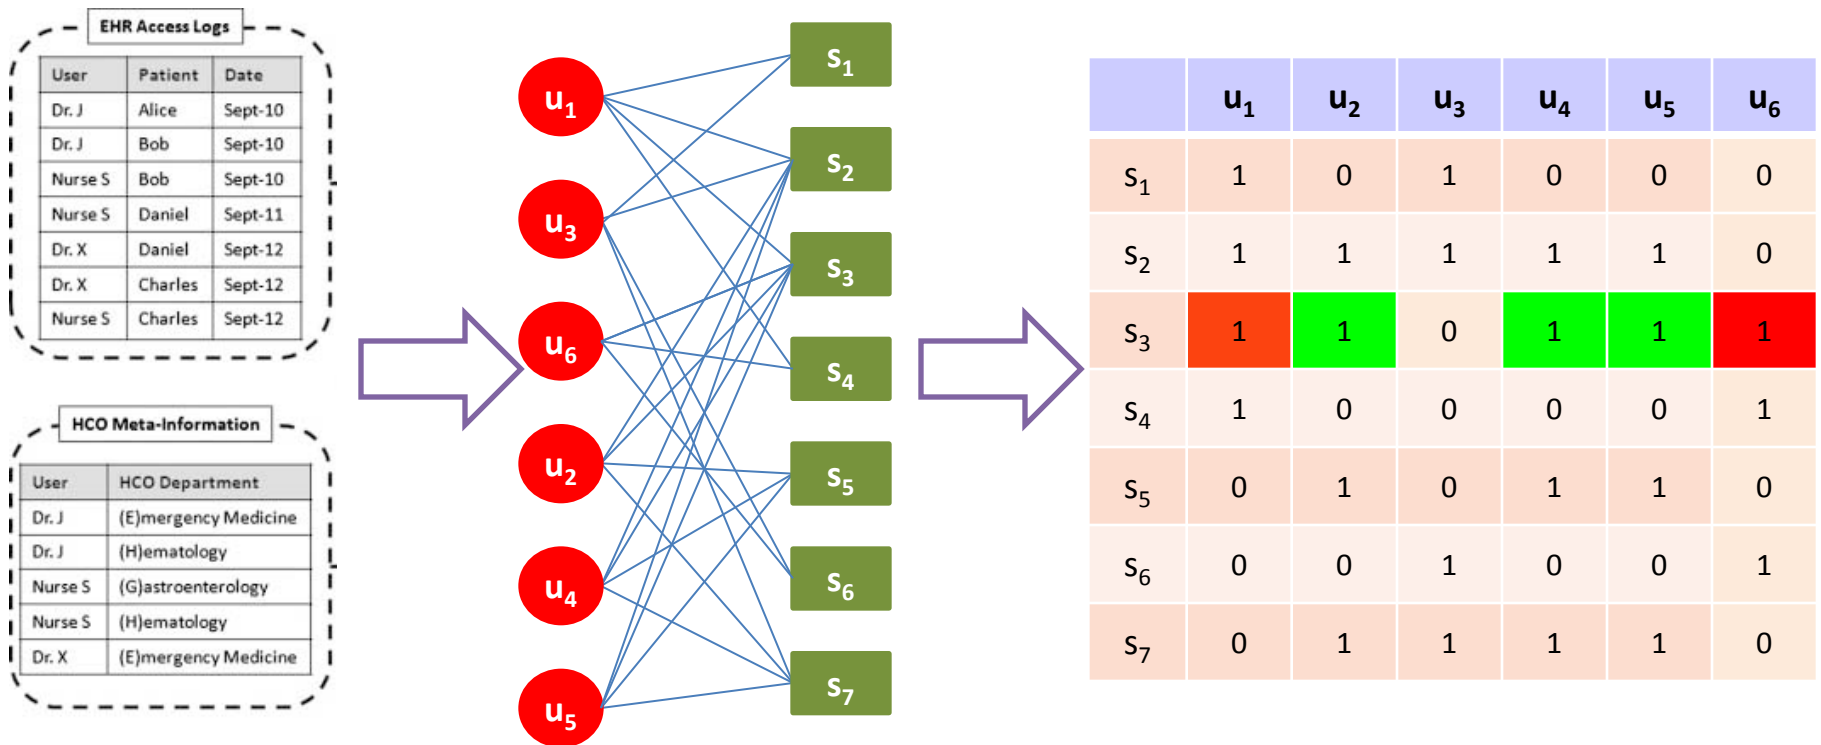 EHR Access Logs
User Patient Date
Dr. J Alice Sept-10
Dr. J Bob Sept-10
Nurse S Bob Sept-10
Nurse S Daniel Sept-11
Dr. X Daniel Sept-12
Dr. X Charles Sept-12
Nurse S Charles Sept-12
HCO Meta-Information
User HCO Department
Dr. J (E)mergency Medicine
Dr. J (H)ematology
Nurse S (G)astroenterology
Nurse S (H)ematology
Dr. X (E)mergency Medicine
u1
u3
u6
u2
u4
u5
s1
s2
s3
s4
s5
s6
s7
u1 u2 u3 u4 u5 u6
s1 1 0 1 0 0 0
s2 1 1 1 1 1 0
s3 1 1 0 1 1 1
s4 1 0 0 0 0 1
s5 0 1 0 1 1 0
s6 0 0 1 0 0 1
s7 0 1 1 1 1 0